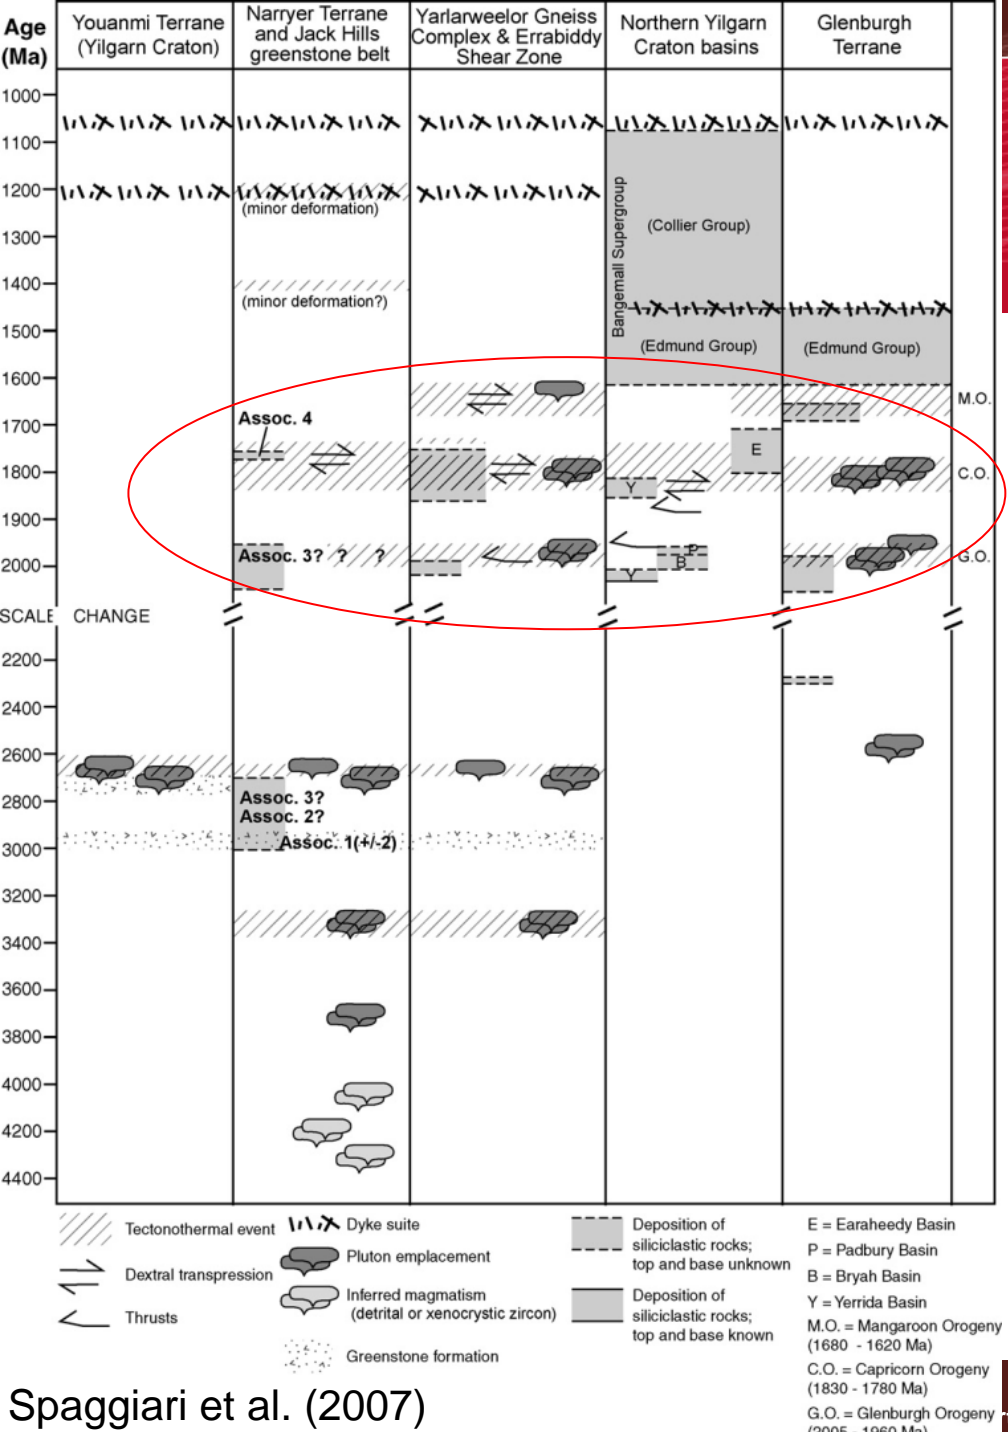 Age
(Ma)
Youanmi Terrane
(Yilgarn Craton)
Narryer Terrane
and Jack Hills
greenstone belt
Yarlarweelor Gneiss
Complex & Errabiddy
Shear Zone
Northern Yilgarn
Craton basins
Glenburgh
Terrane
1000
1100
1200
(minor deformation)
1300
1400
(minor deformation?)
1500
1600
1700
1800
1900
2000
Bangemall Supergroup
(Collier Group)
(Edmund Group)
(Edmund Group)
M.O.
Assoc. 4
E
C.O.
Y
Assoc. 3? ? ?
P
B
Y
G.O.
SCALE CHANGE
2200
2400
2600
2800
Assoc. 3?
Assoc. 2?
Assoc. 1(+/-2)
3000
3200
3400
3600
3800
4000
4200
4400
Tectonothermal event
Dextral transpression
Thrusts
Dyke suite
Pluton emplacement
Inferred magmatism
(detrital or xenocrystic zircon)
Greenstone formation
Deposition of
siliciclastic rocks;
top and base unknown
Deposition of
siliciclastic rocks;
top and base known
E = Earaheedy Basin
P = Padbury Basin
B = Bryah Basin
Y = Yerrida Basin
M.O. = Mangaroon Orogeny
(1680 - 1620 Ma)
C.O. = Capricorn Orogeny
(1830 - 1780 Ma)
G.O. = Glenburgh Orogeny
(2005 - 1960 Ma)
Spaggiari et al. (2007)